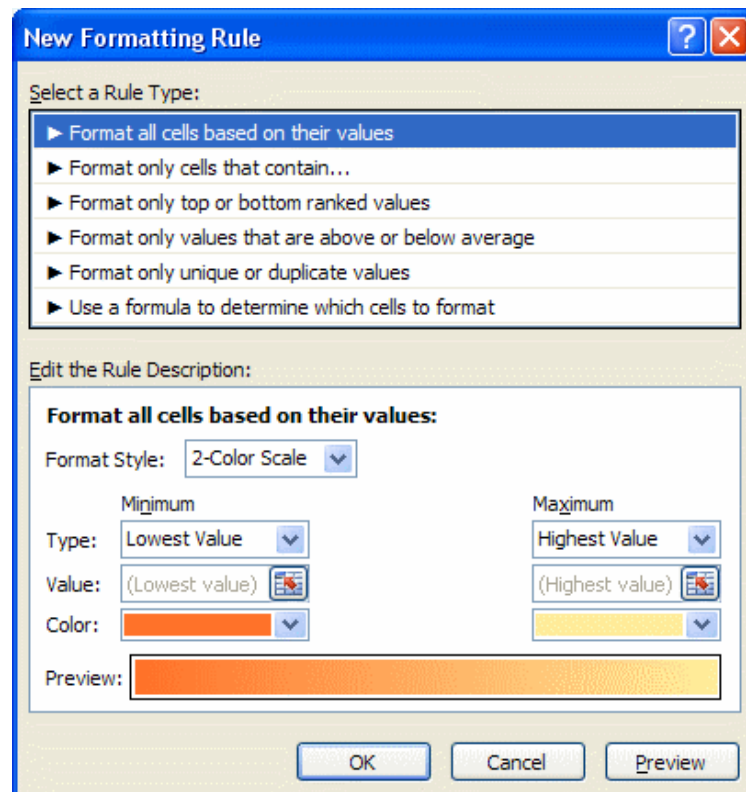 New Formatting Rule
Select a Rule Type:
► Format all cells based on their values
► Format only cells that contain...
► Format only top or bottom ranked values
► Format only values that are above or below average
► Format only unique or duplicate values
► Use a formula to determine which cells to format
Edit the Rule Description:
Format all cells based on their values:
Format Style: 2-Color Scale
Minimum Maximum
Type: Lowest Value Highest Value
Value: (Lowest value) (Highest value)
Color:
Preview:
OK Cancel Preview